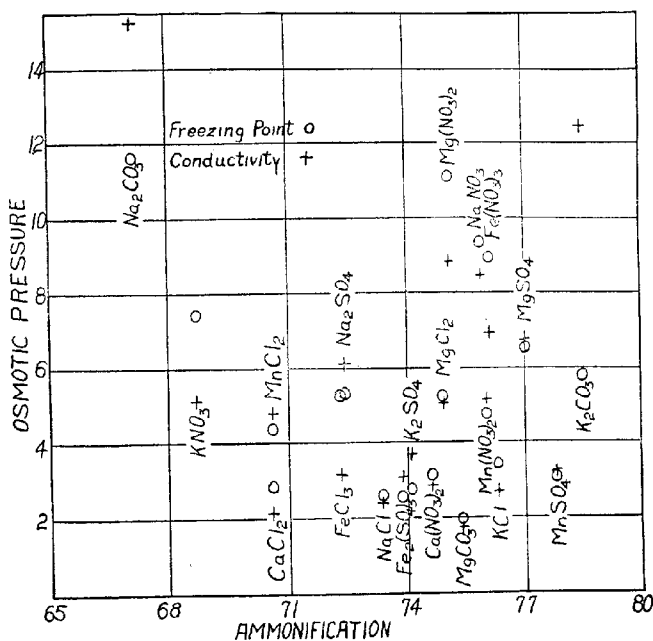 14
12
10
8
6
4
2
OSMOTIC PRESSURE
Freezing Point o
Conductivity +
Na2CO3
KNO3
MnCl2
CaCl2
Na2SO4
FeCl3
NaCl
Fe2(SO4)3
K2SO4
Ca(NO3)2
MgCl2
Mg(NO3)2
MgCO3
NaNO3
Fe(NO3)3
Mn(NO3)2
KCl
MgSO4
MnSO4
K2CO3
65 68 71 74 77 80
AMMONIFICATION